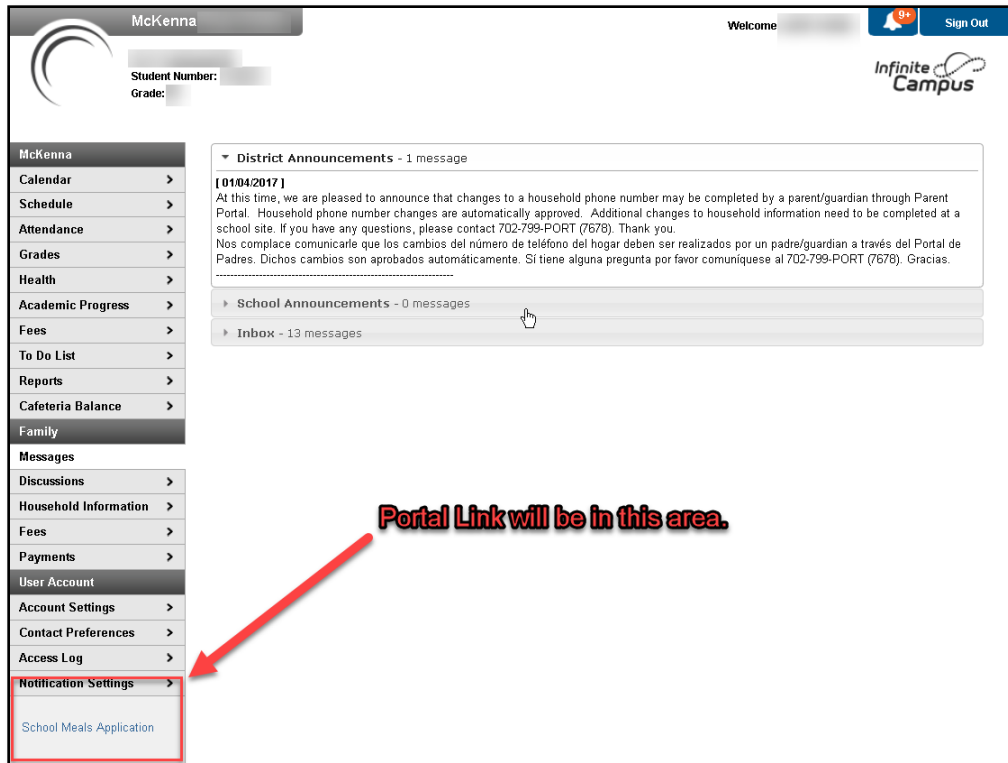 McKenna
Welcome
9+
Sign Out
Student Number:
Grade:
Infinite
Campus
McKenna
Calendar
Schedule
Attendance
Grades
Health
Academic Progress
Fees
To Do List
Reports
Cafeteria Balance
Family
Messages
Discussions
Household Information
Fees
Payments
User Account
Account Settings
Contact Preferences
Access Log
Notification Settings
School Meals Application
District Announcements - 1 message
[ 01/04/2017 ]
At this time, we are pleased to announce that changes to a household phone number may be completed by a parent/guardian through Parent
Portal. Household phone number changes are automatically approved. Additional changes to household information need to be completed at a
school site. If you have any questions, please contact 702-799-PORT (7678). Thank you.
Nos complace comunicarle que los cambios del número de teléfono del hogar deben ser realizados por un padre/guardian a través del Portal de
Padres. Dichos cambios son aprobados automáticamente. Sí tiene alguna pregunta por favor comuníquese al 702-799-PORT (7678). Gracias.
------------------------------------------------------------------
School Announcements - 0 messages
Inbox - 13 messages
Portal Link will be in this area.